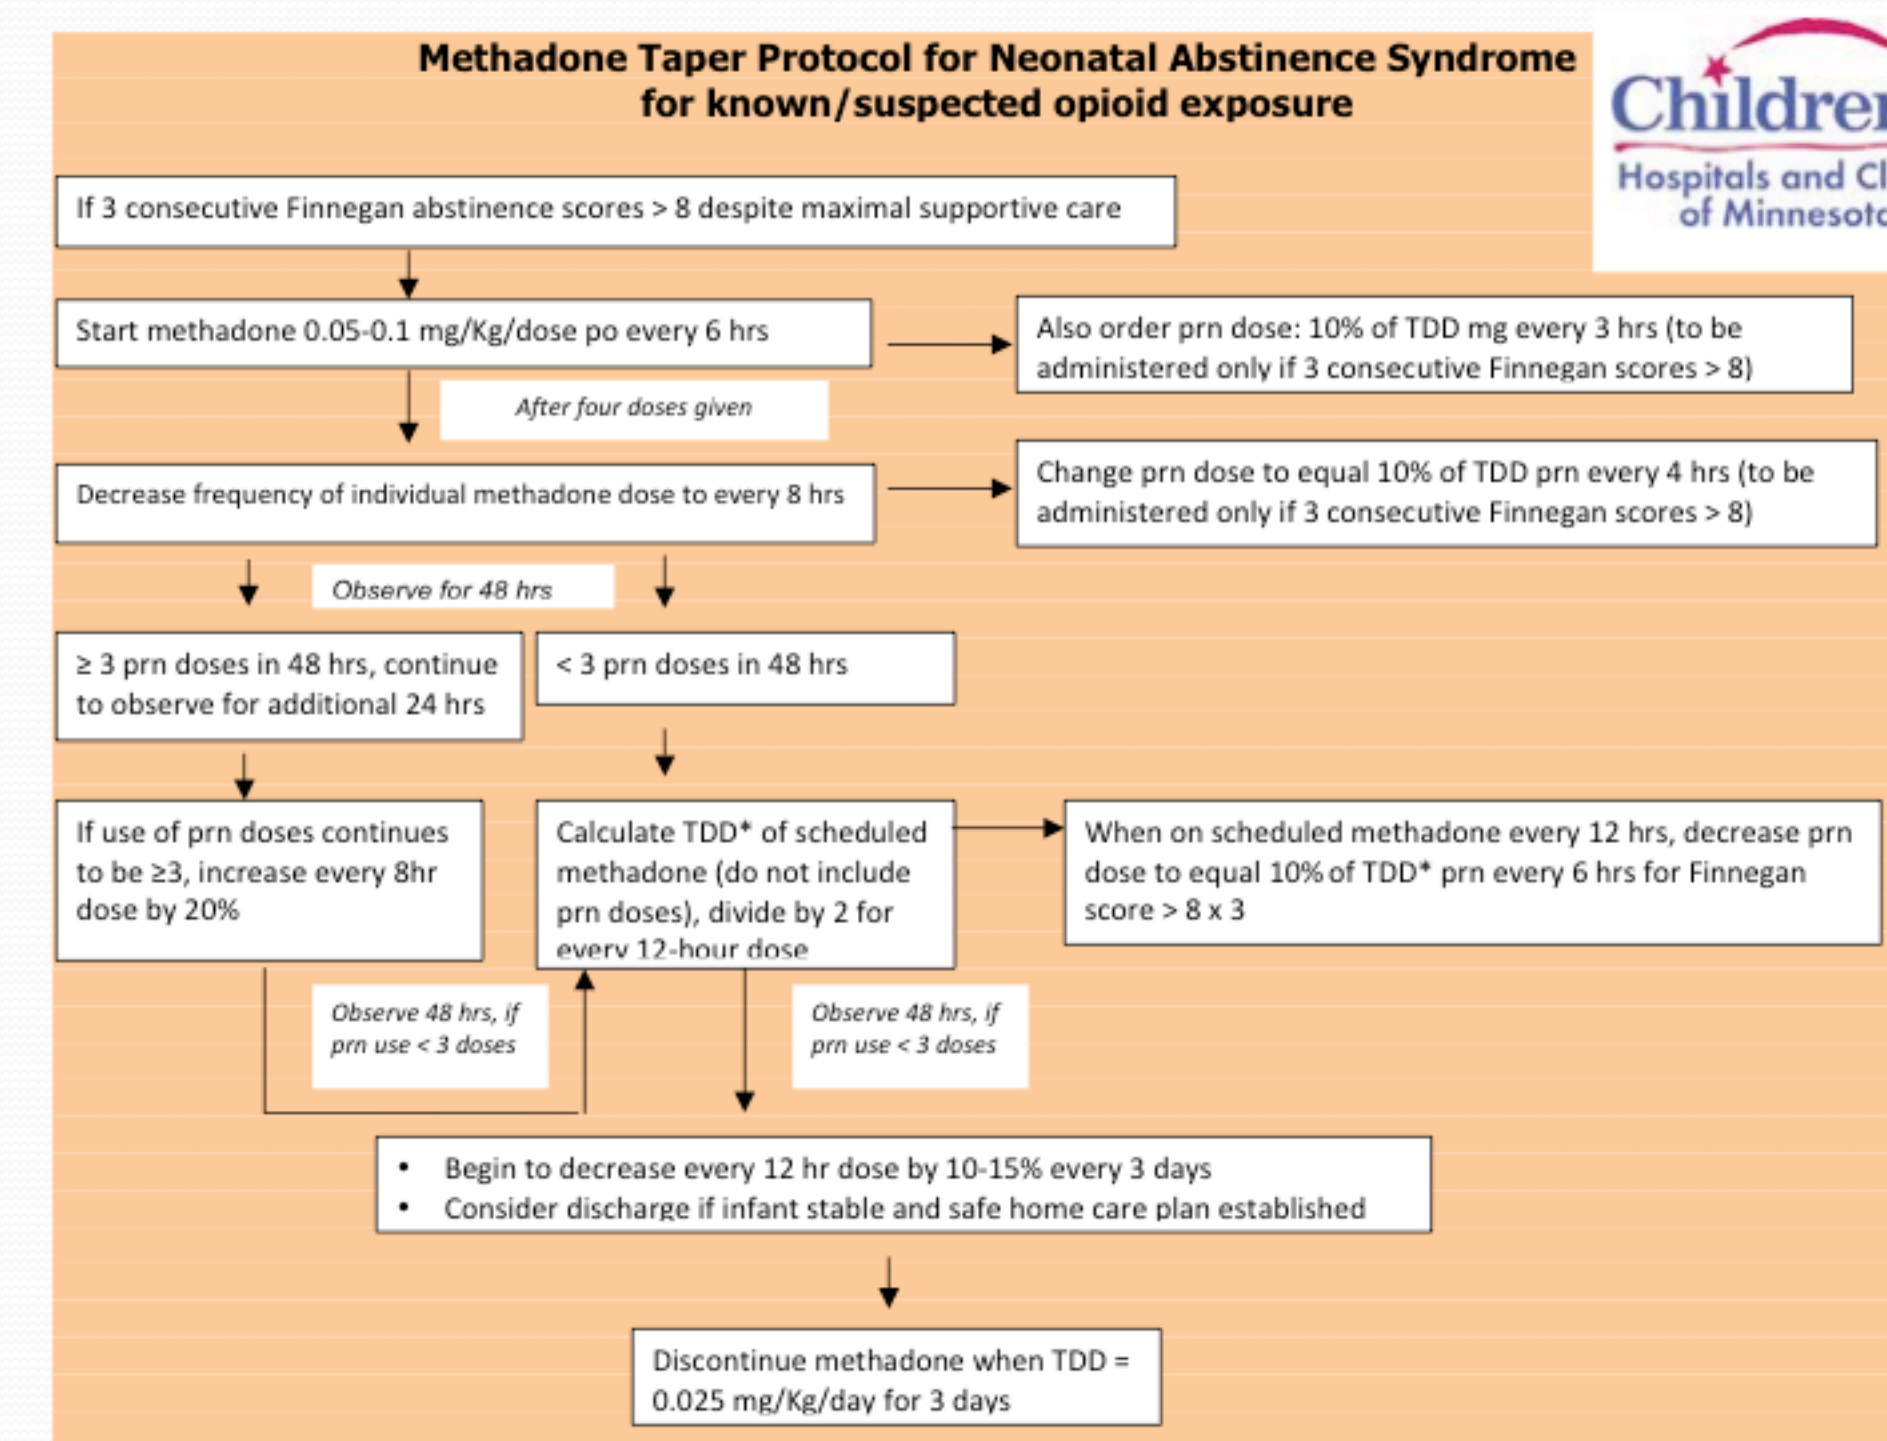 Methadone Taper Protocol for Neonatal Abstinence Syndrome
for known/suspected opioid exposure
Hospitals and
of
If 3 consecutive Finnegan abstinence scores > 8 despite maximal supportive care
Start methadone 0.05-0.1 mg/Kg/dose po every 6 hrs
Also order prn dose: 10% of TDD mg every 3 hrs (to be
administered only if 3 consecutive Finnegan scores > 8)
After four doses given
Decrease frequency of individual methadone dose to every 8 hrs
Change prn dose to equal 10% of TDD prn every 4 hrs (to be
administered only if 3 consecutive Finnegan scores > 8)
Observe for 48 hrs
≥ 3 prn doses in 48 hrs, continue
to observe for additional 24 hrs
< 3 prn doses in 48 hrs
If use of prn doses continues
to be ≥3, increase every 8hr
dose by 20%
Calculate TDD* of scheduled
methadone (do not include
prn doses), divide by 2 for
every 12-hour dose
When on scheduled methadone every 12 hrs, decrease prn
dose to equal 10% of TDD* prn every 6 hrs for Finnegan
score > 8 x 3
Observe 48 hrs, if
prn use < 3 doses
Observe 48 hrs, if
prn use < 3 doses
• Begin to decrease every 12 hr dose by 10-15% every 3 days
• Consider discharge if infant stable and safe home care plan established
Discontinue methadone when TDD =
0.025 mg/Kg/day for 3 days